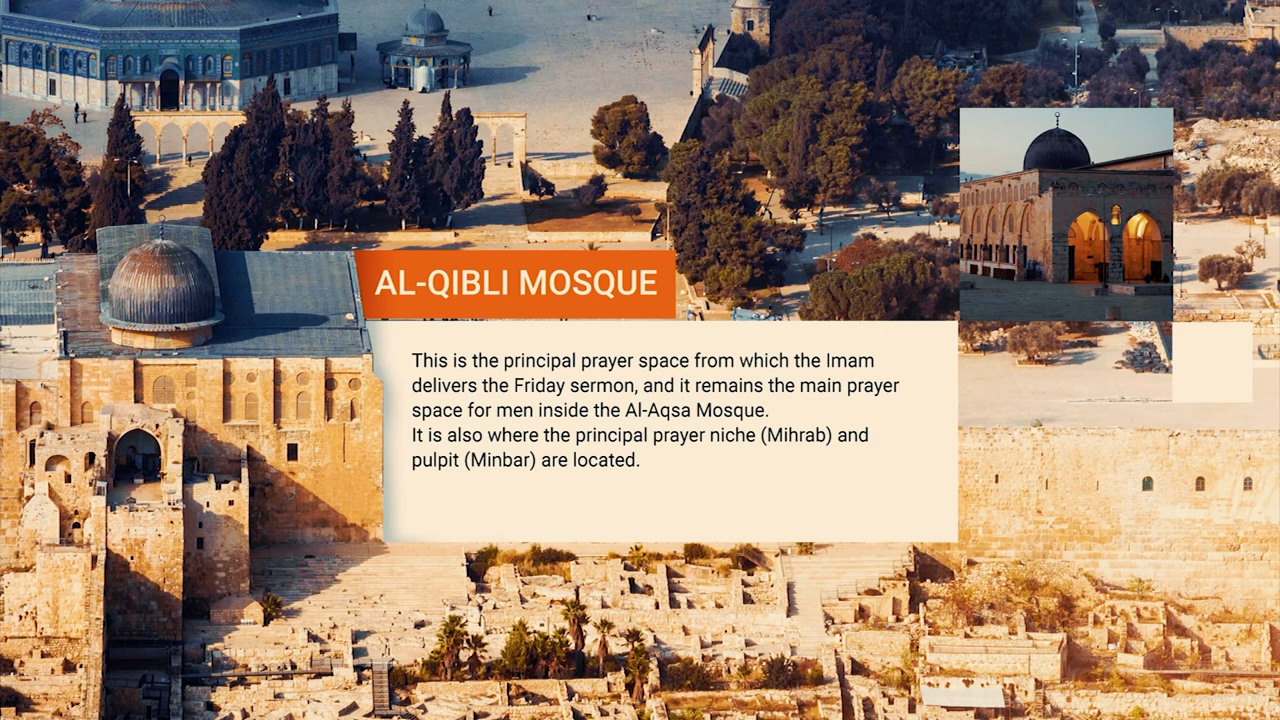 AL-QIBLI MOSQUE
This is the principal prayer space from which the Imam
delivers the Friday sermon, and it remains the main prayer
space for men inside the Al-Aqsa Mosque.
It is also where the principal prayer niche (Mihrab) and
pulpit (Minbar) are located.